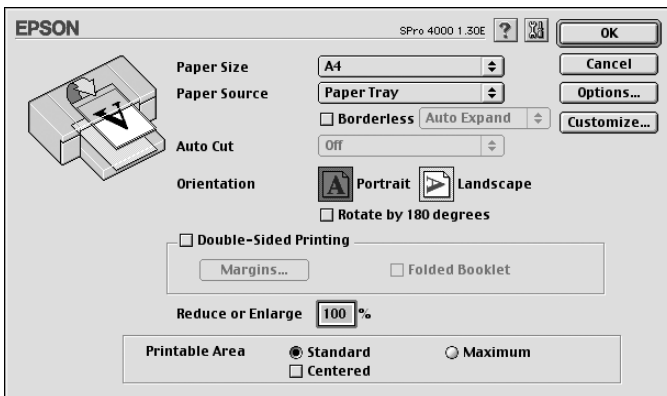 EPSON SPro 4000 1.30E ? OK
Paper Size A4 Cancel
Paper Source Paper Tray Options...
Borderless Auto Expand Customize...
Auto Cut Off
Orientation A Portrait A Landscape
Rotate by 180 degrees
Double-Sided Printing
Margins... Folded Booklet
Reduce or Enlarge 100 %
Printable Area Standard Maximum
Centered